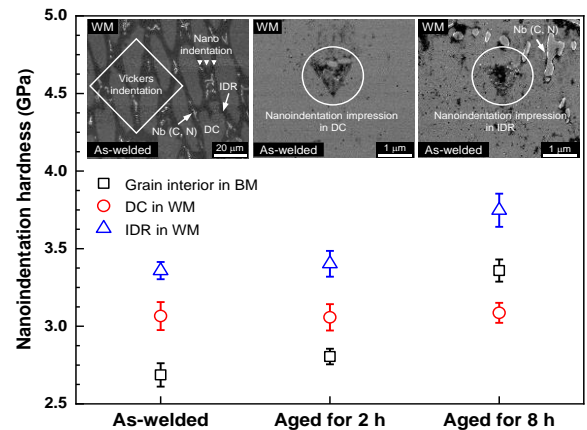 5.0
4.5
4.0
3.5
3.0
2.5
Nanoindentation hardness (GPa)
WM
Nano
indentation
Vickers
indentation
IDR
Nb (C, N)
DC
As-welded
20 μm
WM
Nanoindentation impression
in DC
As-welded
1 μm
WM
Nb (C, N)
Nanoindentation impression
in IDR
As-welded
1 μm
Grain interior in BM
DC in WM
IDR in WM
As-welded
Aged for 2 h
Aged for 8 h